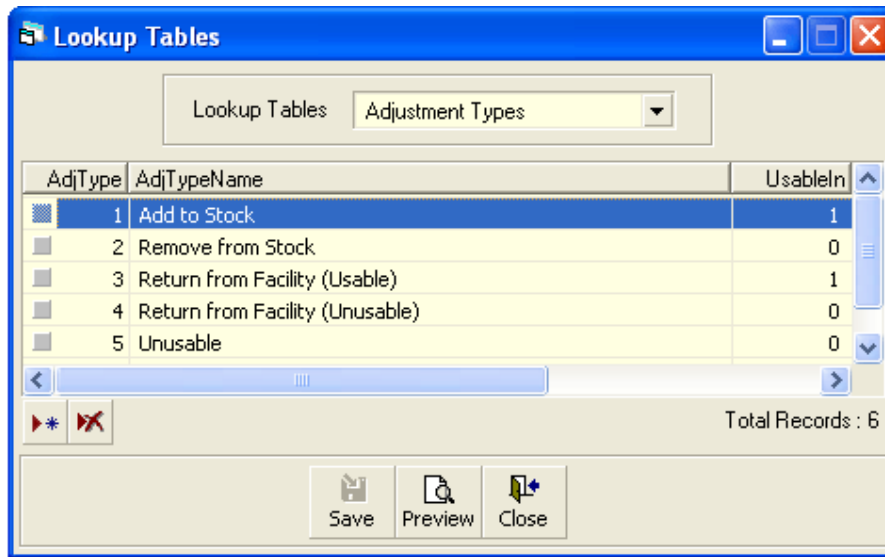 Lookup Tables
Lookup Tables Adjustment Types
AdjType AdjTypeName UsableIn
1 Add to Stock 1
2 Remove from Stock 0
3 Return from Facility (Usable) 1
4 Return from Facility (Unusable) 0
5 Unusable 0
Total Records : 6
Save Preview Close